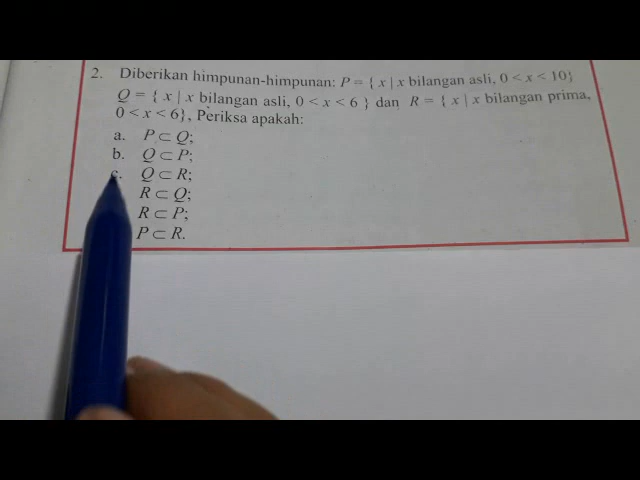 2. Diberikan himpunan-himpunan: P = { x | x bilangan asli, 0 < x < 10}
Q = { x | x bilangan asli, 0 < x < 6 } dan R = { x | x bilangan prima,
0 < x < 6}, Periksa apakah:
a. P ⊂ Q;
b. Q ⊂ P;
c. Q ⊂ R;
R ⊂ Q;
R ⊂ P;
P ⊂ R.